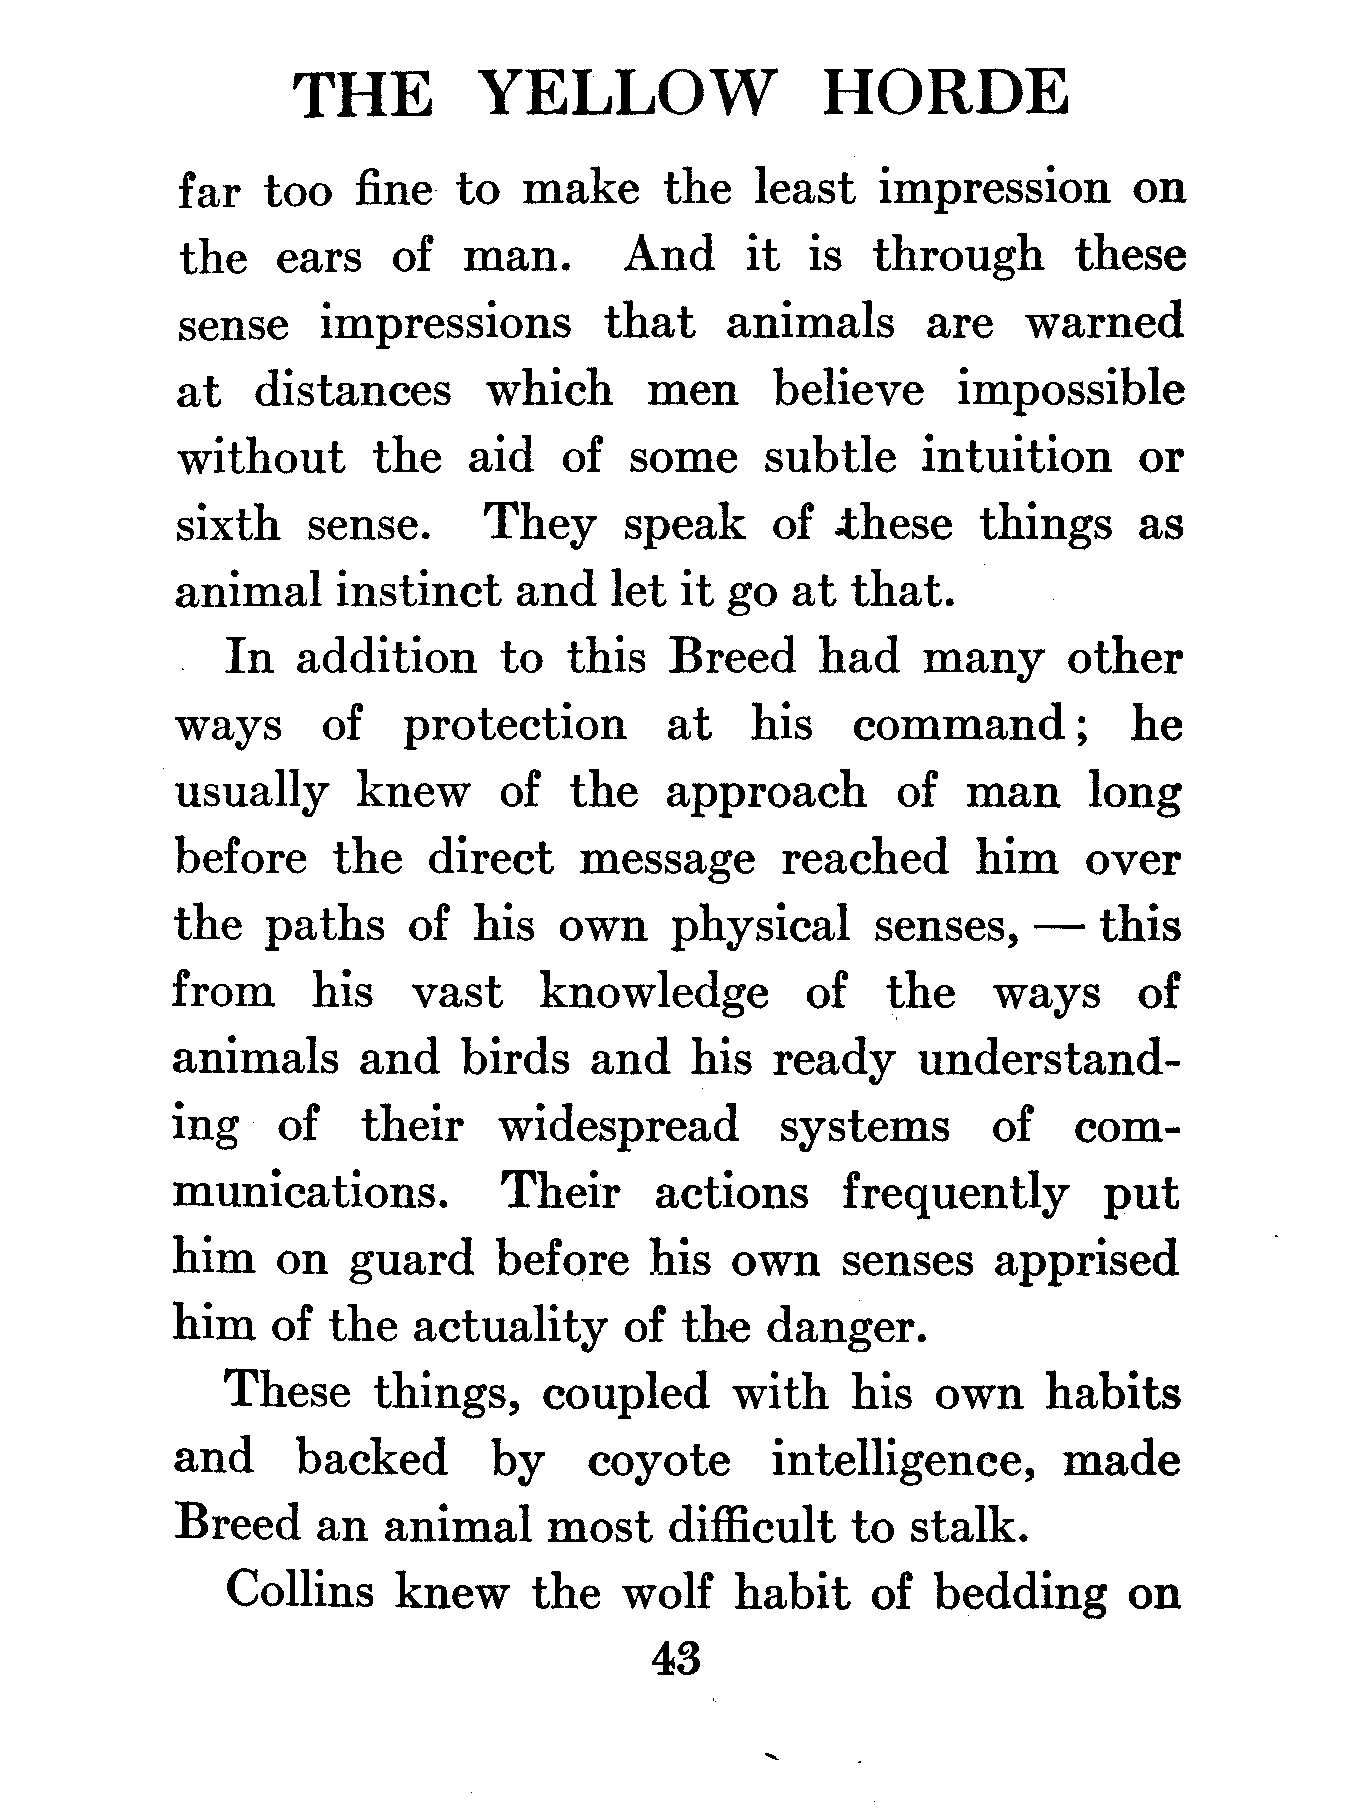 THE YELLOW HORDE
far too fine to make the least impression on
the ears of man. And it is through these
sense impressions that animals are warned
at distances which men believe impossible
without the aid of some subtle intuition or
sixth sense. They speak of these things as
animal instinct and let it go at that.
In addition to this Breed had many other
ways of protection at his command; he
usually knew of the approach of man long
before the direct message reached him over
the paths of his own physical senses, — this
from his vast knowledge of the ways of
animals and birds and his ready understand-
ing of their widespread systems of com-
munications. Their actions frequently put
him on guard before his own senses apprised
him of the actuality of the danger.
These things, coupled with his own habits
and backed by coyote intelligence, made
Breed an animal most difficult to stalk.
Collins knew the wolf habit of bedding on
43